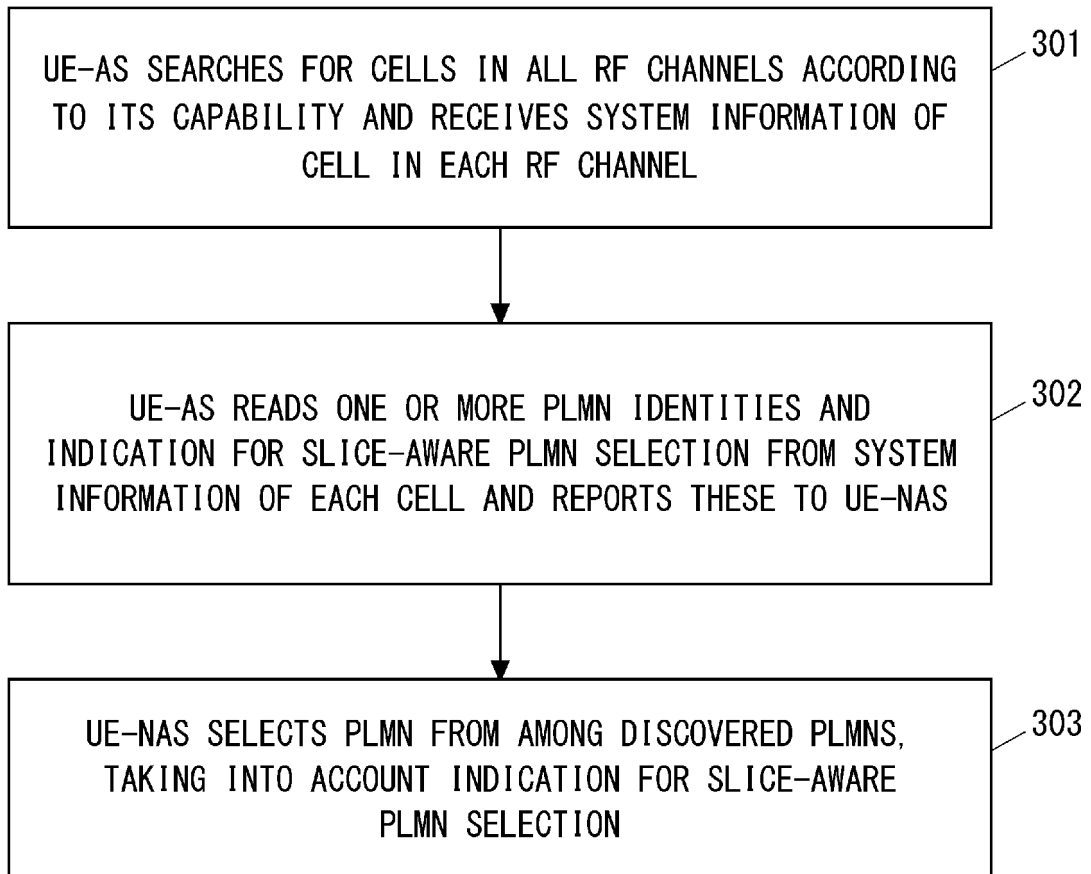 UE-AS SEARCHES FOR CELLS IN ALL RF CHANNELS ACCORDING
TO ITS CAPABILITY AND RECEIVES SYSTEM INFORMATION OF
CELL IN EACH RF CHANNEL
301
UE-AS READS ONE OR MORE PLMN IDENTITIES AND
INDICATION FOR SLICE-AWARE PLMN SELECTION FROM SYSTEM
INFORMATION OF EACH CELL AND REPORTS THESE TO UE-NAS
302
UE-NAS SELECTS PLMN FROM AMONG DISCOVERED PLMNS,
TAKING INTO ACCOUNT INDICATION FOR SLICE-AWARE
PLMN SELECTION
303